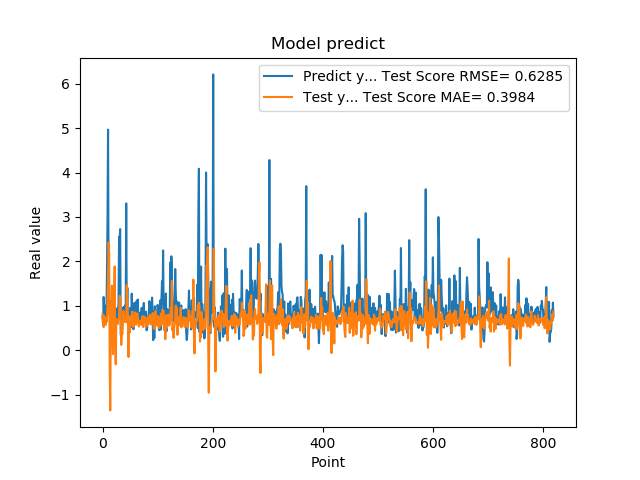 Model predict
Predict y... Test Score RMSE= 0.6285
Test y... Test Score MAE= 0.3984
6
5
4
3
2
1
0
−1
Real value
0 200 400 600 800
Point